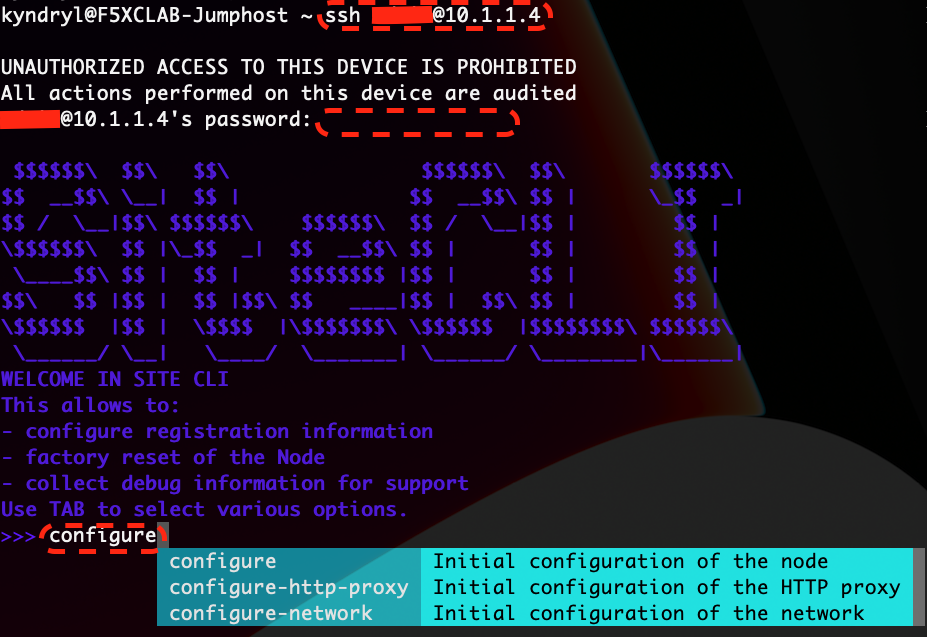 kyndryl@F5XCLAB-Jumphost ~ ssh @10.1.1.4
UNAUTHORIZED ACCESS TO THIS DEVICE IS PROHIBITED
All actions performed on this device are audited
@10.1.1.4's password:
 $$$$$$\  $$\   $$\                $$$$$$\  $$\       $$$$$$\
$$  __$$\ \__|  $$ |              $$  __$$\ $$ |      \_$$  _|
$$ /  \__|$$\ $$$$$$\    $$$$$$\  $$ /  \__|$$ |        $$ |
\$$$$$$\  $$ |\_$$  _|  $$  __$$\ $$ |      $$ |        $$ |
 \____$$\ $$ |  $$ |    $$$$$$$$ |$$ |      $$ |        $$ |
$$\   $$ |$$ |  $$ |$$\ $$   ____|$$ |  $$\ $$ |        $$ |
\$$$$$$  |$$ |  \$$$$  |\$$$$$$$\ \$$$$$$  |$$$$$$$$\ $$$$$$\
 \______/ \__|   \____/  \_______| \______/ \________|\______|
WELCOME IN SITE CLI
This allows to:
- configure registration information
- factory reset of the Node
- collect debug information for support
Use TAB to select various options.
>>> configure
configure Initial configuration of the node
configure-http-proxy Initial configuration of the HTTP proxy
configure-network Initial configuration of the network